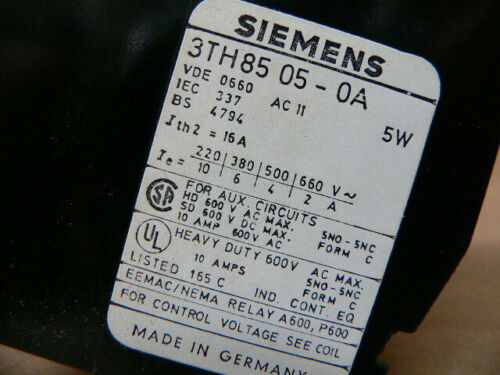 SIEMENS
3TH85 05-0A
VDE 0660
IEC 337 AC 11
BS 4794 5W
Ith2 = 16A
Ie = 220 | 380 | 500 | 660 V~
10 | 6 | 4 | 2 A
SA
FOR AUX. CIRCUITS
HD 600 V AC MAX. 5NO-5NC
SD 600 V DC MAX. FORM C
10 AMP 600V AC
UL
HEAVY DUTY 600V AC MAX.
10 AMPS 5NO-5NC
FORM C
LISTED 165 C IND. CONT. EQ
EEMAC/NEMA RELAY A600, P600
FOR CONTROL VOLTAGE SEE COIL
MADE IN GERMANY